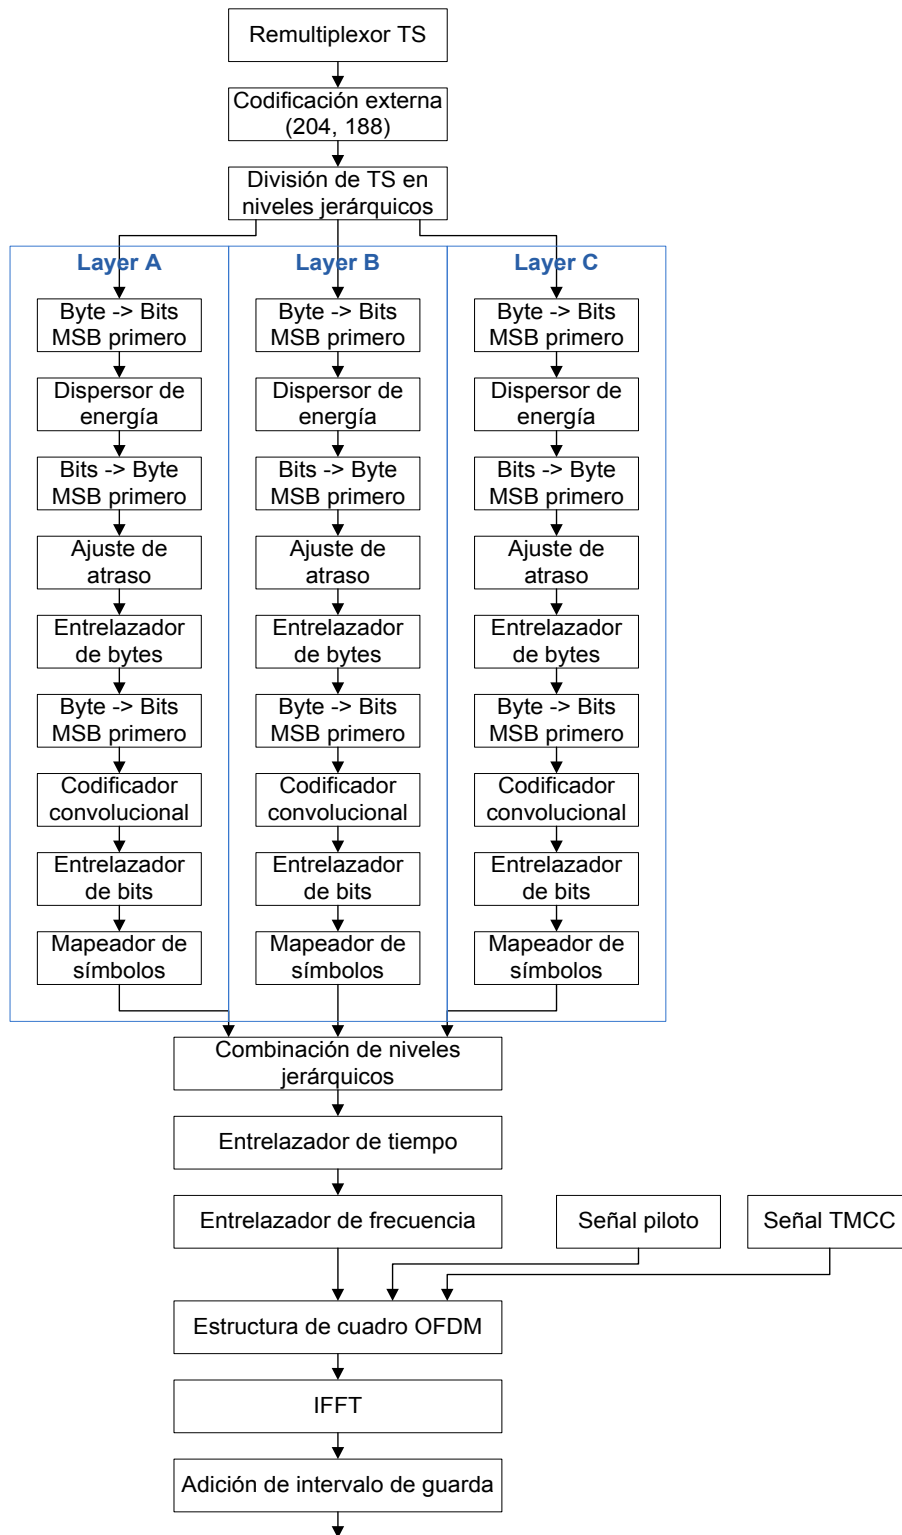 Remultiplexor TS
Codificación externa
(204, 188)
División de TS en
niveles jerárquicos
Layer A
Layer B
Layer C
Byte -> Bits
MSB primero
Byte -> Bits
MSB primero
Byte -> Bits
MSB primero
Dispersor de
energía
Dispersor de
energía
Dispersor de
energía
Bits -> Byte
MSB primero
Bits -> Byte
MSB primero
Bits -> Byte
MSB primero
Ajuste de
atraso
Ajuste de
atraso
Ajuste de
atraso
Entrelazador
de bytes
Entrelazador
de bytes
Entrelazador
de bytes
Byte -> Bits
MSB primero
Byte -> Bits
MSB primero
Byte -> Bits
MSB primero
Codificador
convolucional
Codificador
convolucional
Codificador
convolucional
Entrelazador
de bits
Entrelazador
de bits
Entrelazador
de bits
Mapeador de
símbolos
Mapeador de
símbolos
Mapeador de
símbolos
Combinación de niveles
jerárquicos
Entrelazador de tiempo
Entrelazador de frecuencia
Señal piloto
Señal TMCC
Estructura de cuadro OFDM
IFFT
Adición de intervalo de guarda